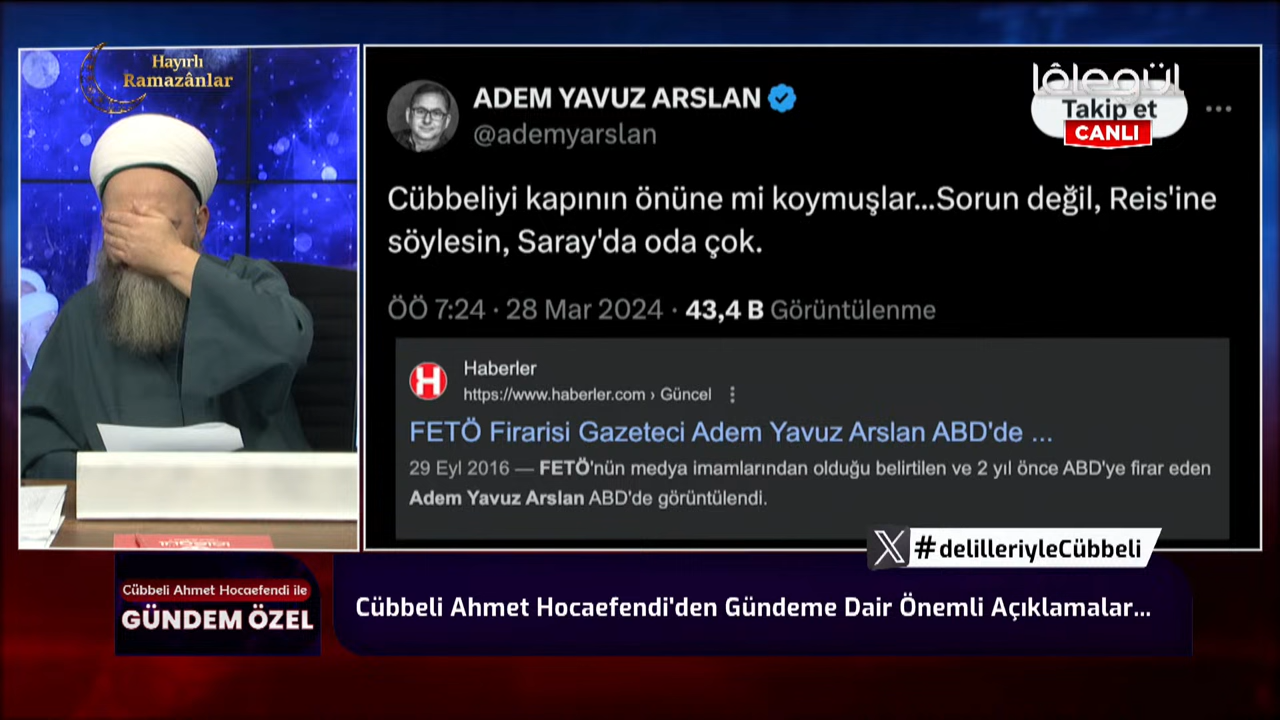 Hayırlı
Ramazânlar
lâlegül
Takip et
CANLI
ADEM YAVUZ ARSLAN
@ademyarslan
Cübbeliyi kapının önüne mi koymuşlar...Sorun değil, Reis'ine
söylesin, Saray'da oda çok.
ÖÖ 7:24 · 28 Mar 2024 · 43,4 B Görüntülenme
H
Haberler
https://www.haberler.com › Güncel
FETÖ Firarisi Gazeteci Adem Yavuz Arslan ABD'de ...
29 Eyl 2016 — FETÖ'nün medya imamlarından olduğu belirtilen ve 2 yıl önce ABD'ye firar eden
Adem Yavuz Arslan ABD'de görüntülendi.
X #delilleriyleCübbeli
Cübbeli Ahmet Hocaefendi ile
GÜNDEM ÖZEL
Cübbeli Ahmet Hocaefendi'den Gündeme Dair Önemli Açıklamalar...